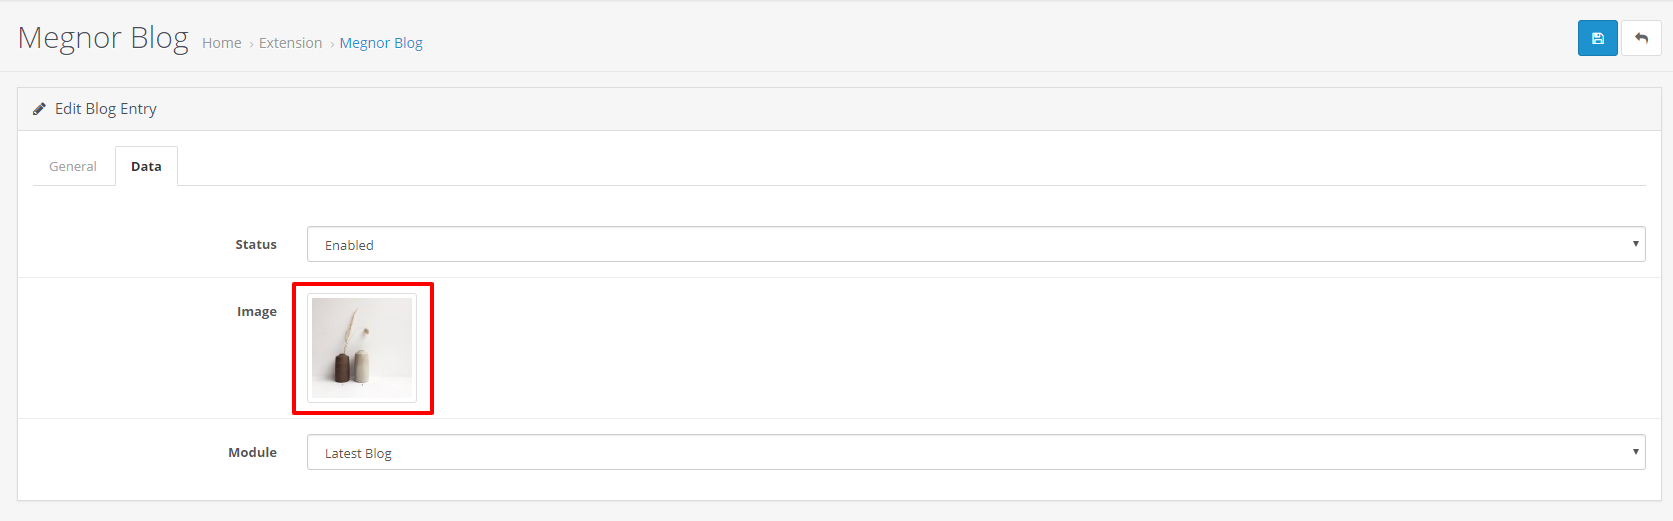 Megnor Blog Home › Extension › Megnor Blog
Edit Blog Entry
General Data
Status Enabled
Image
Module Latest Blog